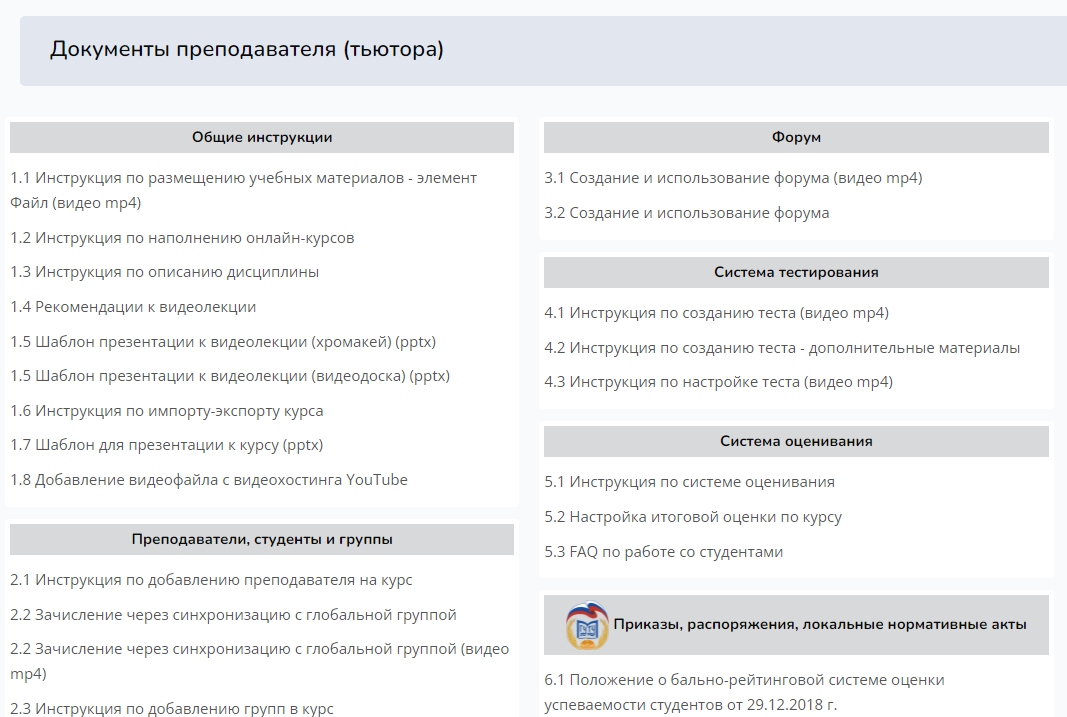 Документы преподавателя (тьютора)
Общие инструкции
1.1 Инструкция по размещению учебных материалов - элемент
Файл (видео mp4)
1.2 Инструкция по наполнению онлайн-курсов
1.3 Инструкция по описанию дисциплины
1.4 Рекомендации к видеолекции
1.5 Шаблон презентации к видеолекции (хромакей) (pptx)
1.5 Шаблон презентации к видеолекции (видеодоска) (pptx)
1.6 Инструкция по импорту-экспорту курса
1.7 Шаблон для презентации к курсу (pptx)
1.8 Добавление видеофайла с видеохостинга YouTube
Преподаватели, студенты и группы
2.1 Инструкция по добавлению преподавателя на курс
2.2 Зачисление через синхронизацию с глобальной группой
2.2 Зачисление через синхронизацию с глобальной группой (видео
mp4)
2.3 Инструкция по добавлению групп в курс
Форум
3.1 Создание и использование форума (видео mp4)
3.2 Создание и использование форума
Система тестирования
4.1 Инструкция по созданию теста (видео mp4)
4.2 Инструкция по созданию теста - дополнительные материалы
4.3 Инструкция по настройке теста (видео mp4)
Система оценивания
5.1 Инструкция по системе оценивания
5.2 Настройка итоговой оценки по курсу
5.3 FAQ по работе со студентами
Приказы, распоряжения, локальные нормативные акты
6.1 Положение о бально-рейтинговой системе оценки
успеваемости студентов от 29.12.2018 г.